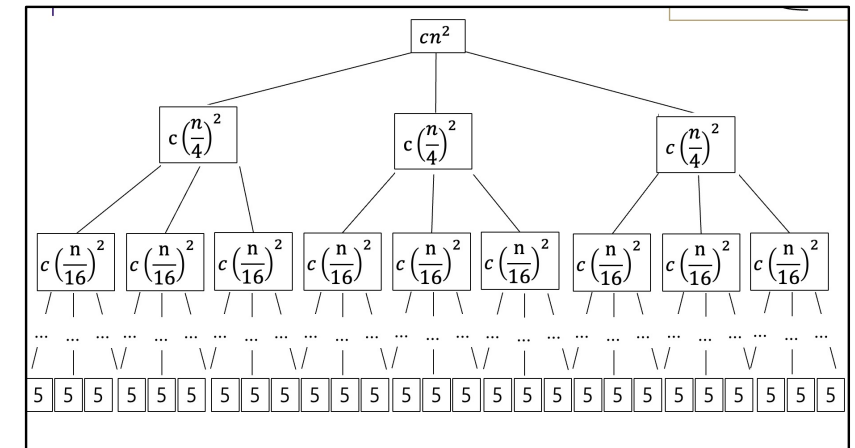 cn²
c(n/4)² c(n/4)² c(n/4)²
c(n/16)² c(n/16)² c(n/16)² c(n/16)² c(n/16)² c(n/16)² c(n/16)² c(n/16)² c(n/16)²
... ... ... ... ... ... ... ... ... ... ... ... ... ... ... ... ... ... ... ... ... ... ... ... ... ... ...
5 5 5 5 5 5 5 5 5 5 5 5 5 5 5 5 5 5 5 5 5 5 5 5 5 5 5